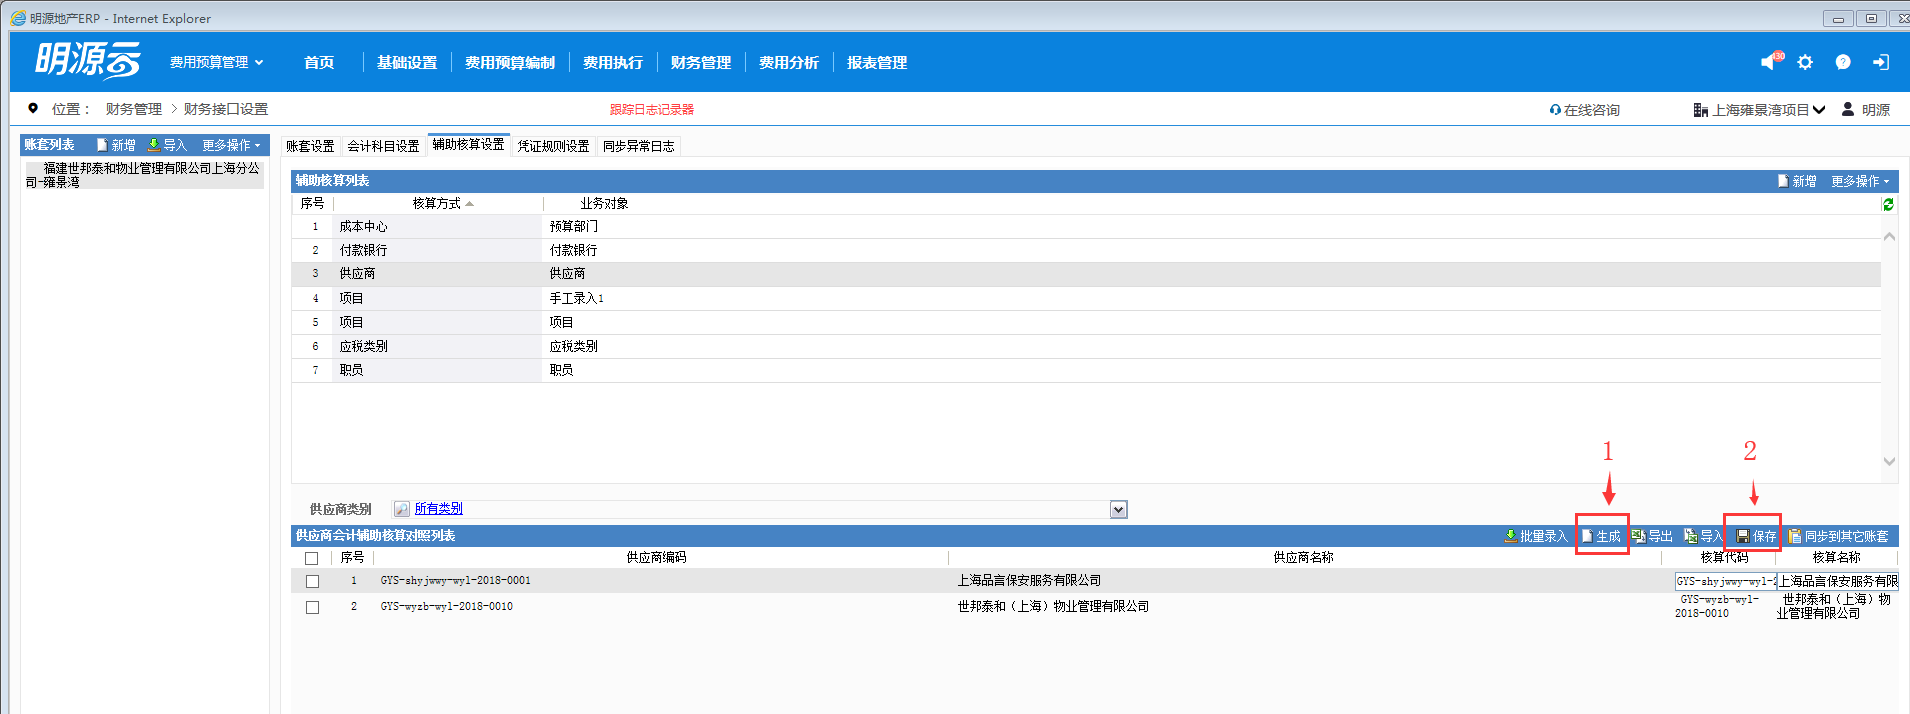 明源地产ERP - Internet Explorer
明源云 费用预算管理 首页 基础设置 费用预算编制 费用执行 财务管理 费用分析 报表管理 130
位置： 财务管理 > 财务接口设置 跟踪日志记录器 在线咨询 上海雍景湾项目 明源
账套列表 新增 导入 更多操作
福建世邦泰和物业管理有限公司上海分公
司-雍景湾
账套设置 会计科目设置 辅助核算设置 凭证规则设置 同步异常日志
辅助核算列表 新增 更多操作
序号 核算方式 业务对象
1 成本中心 预算部门
2 付款银行 付款银行
3 供应商 供应商
4 项目 手工录入1
5 项目 项目
6 应税类别 应税类别
7 职员 职员
1 2
供应商类别 所有类别
供应商会计辅助核算对照列表 批量录入 生成 导出 导入 保存 同步到其它账套
序号 供应商编码 供应商名称 核算代码 核算名称
1 GYS-shyjwwy-wyl-2018-0001 上海品言保安服务有限公司 GYS-shyjwwy-wyl-2 上海品言保安服务有限
2 GYS-wyzb-wyl-2018-0010 世邦泰和（上海）物业管理有限公司 GYS-wyzb-wyl- 世邦泰和（上海）物
2018-0010 业管理有限公司